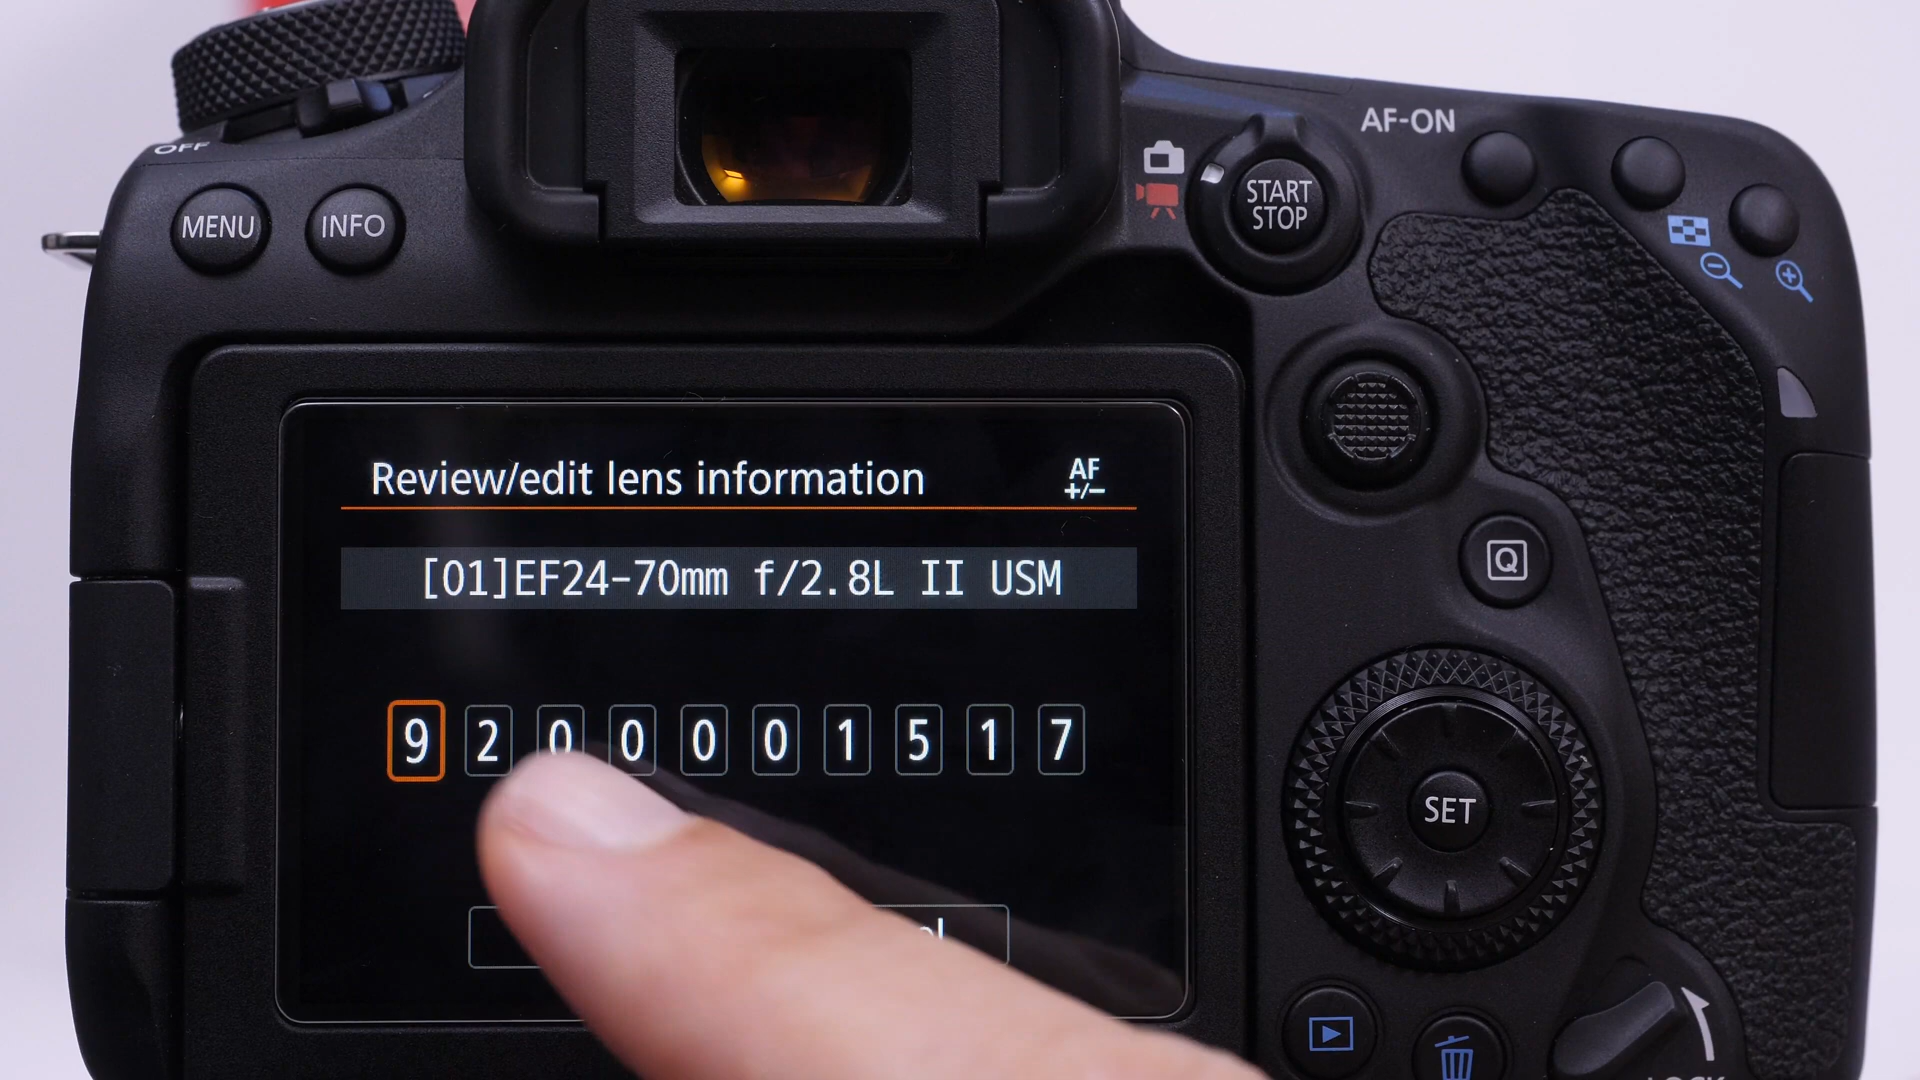 OFF
MENU
INFO
START
STOP
AF-ON
Review/edit lens information
AF
+/-
[01]EF24-70mm f/2.8L II USM
9 2 0 0 0 0 1 5 1 7
Q
SET
LOCK